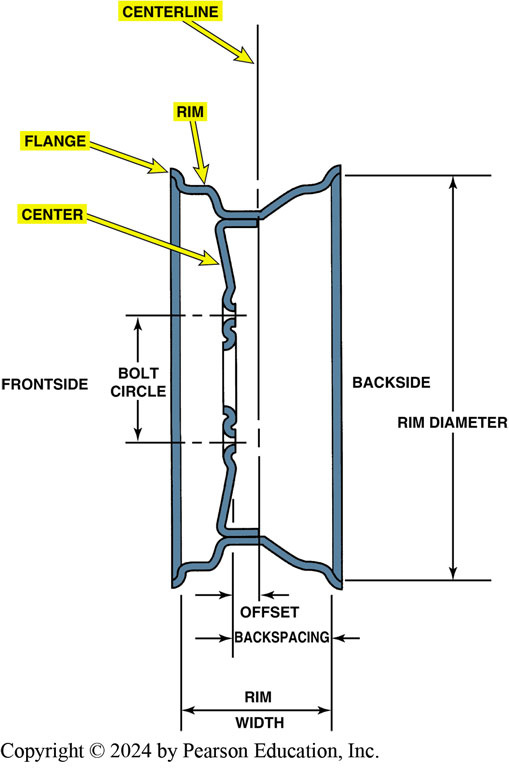 CENTERLINE
RIM
FLANGE
CENTER
BOLT
CIRCLE
FRONTSIDE
BACKSIDE
RIM DIAMETER
OFFSET
BACKSPACING
RIM
WIDTH
Copyright © 2024 by Pearson Education, Inc.